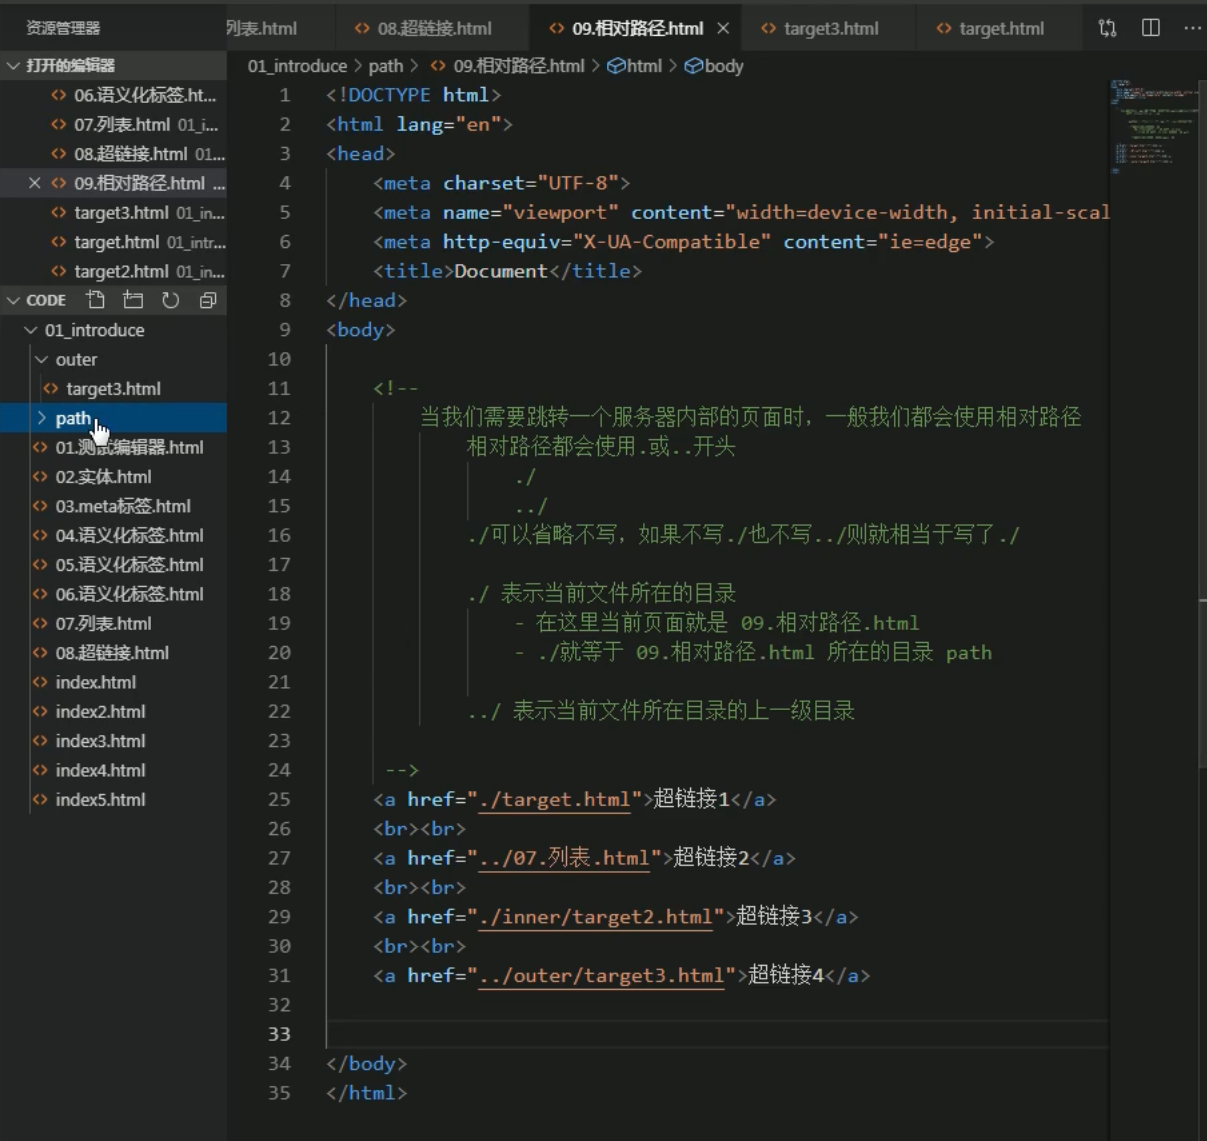 资源管理器
列表.html
08.超链接.html
09.相对路径.html
target3.html
target.html
打开的编辑器
06.语义化标签.ht...
07.列表.html 01_i...
08.超链接.html 01...
09.相对路径.html ...
target3.html 01_in...
target.html 01_intr...
target2.html 01_in...
CODE
01_introduce
outer
target3.html
path
01.测试编辑器.html
02.实体.html
03.meta标签.html
04.语义化标签.html
05.语义化标签.html
06.语义化标签.html
07.列表.html
08.超链接.html
index.html
index2.html
index3.html
index4.html
index5.html
01_introduce > path > 09.相对路径.html > html > body
1 <!DOCTYPE html>
2 <html lang="en">
3 <head>
4 <meta charset="UTF-8">
5 <meta name="viewport" content="width=device-width, initial-scal
6 <meta http-equiv="X-UA-Compatible" content="ie=edge">
7 <title>Document</title>
8 </head>
9 <body>
10
11 <!--
12 当我们需要跳转一个服务器内部的页面时，一般我们都会使用相对路径
13 相对路径都会使用.或..开头
14 ./
15 ../
16 ./可以省略不写，如果不写./也不写../则就相当于写了./
17
18 ./ 表示当前文件所在的目录
19 - 在这里当前页面就是 09.相对路径.html
20 - ./就等于 09.相对路径.html 所在的目录 path
21
22 ../ 表示当前文件所在目录的上一级目录
23
24 -->
25 <a href="./target.html">超链接1</a>
26 <br><br>
27 <a href="../07.列表.html">超链接2</a>
28 <br><br>
29 <a href="./inner/target2.html">超链接3</a>
30 <br><br>
31 <a href="../outer/target3.html">超链接4</a>
32
33
34 </body>
35 </html>